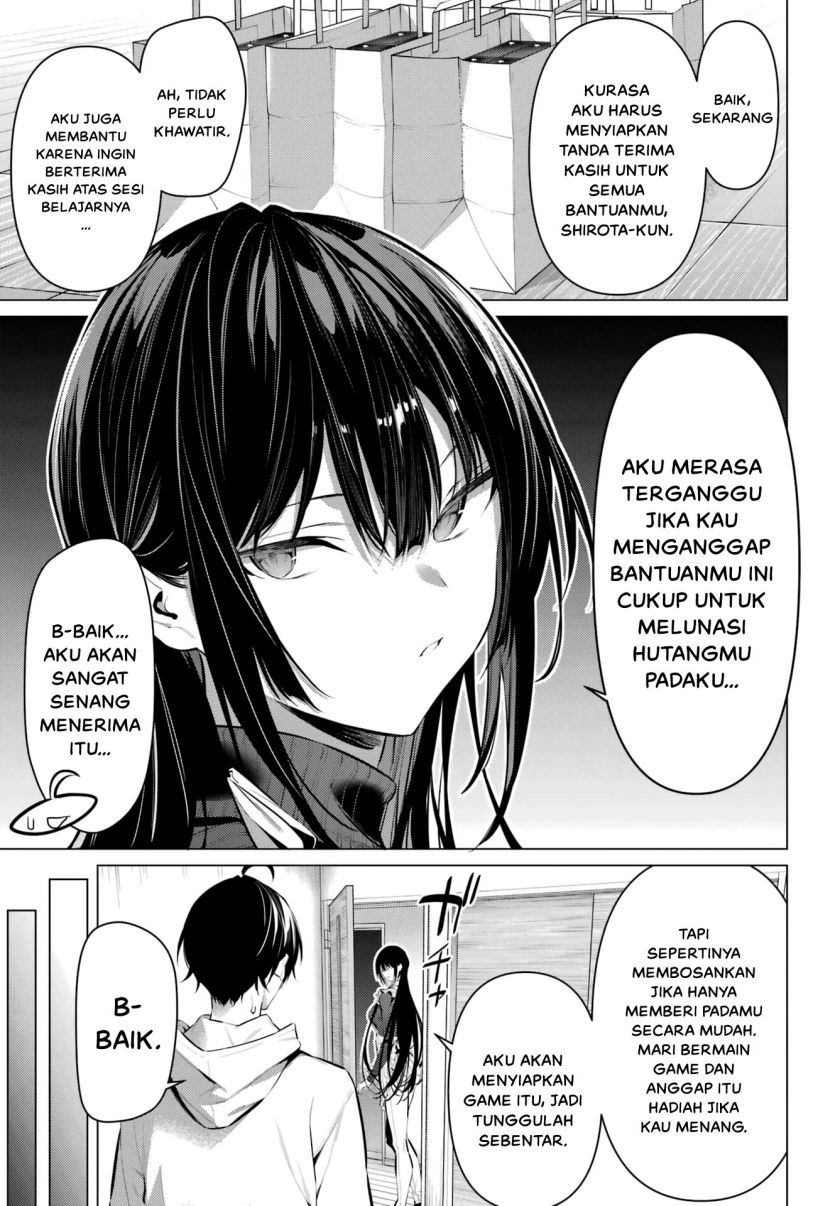 BAIK,
SEKARANG
KURASA
AKU HARUS
MENYIAPKAN
TANDA TERIMA
KASIH UNTUK
SEMUA
BANTUANMU,
SHIROTA-KUN.
AH, TIDAK
PERLU
KHAWATIR.
AKU JUGA
MEMBANTU
KARENA INGIN
BERTERIMA
KASIH ATAS SESI
BELAJARNYA
...
AKU MERASA
TERGANGGU
JIKA KAU
MENGANGGAP
BANTUANMU INI
CUKUP UNTUK
MELUNASI
HUTANGMU
PADAKU...
B-BAIK...
AKU AKAN
SANGAT
SENANG
MENERIMA
ITU...
TAPI
SEPERTINYA
MEMBOSANKAN
JIKA HANYA
MEMBERI PADAMU
SECARA MUDAH.
MARI BERMAIN
GAME DAN
ANGGAP ITU
HADIAH JIKA
KAU MENANG.
AKU AKAN
MENYIAPKAN
GAME ITU, JADI
TUNGGULAH
SEBENTAR.
B-
BAIK.